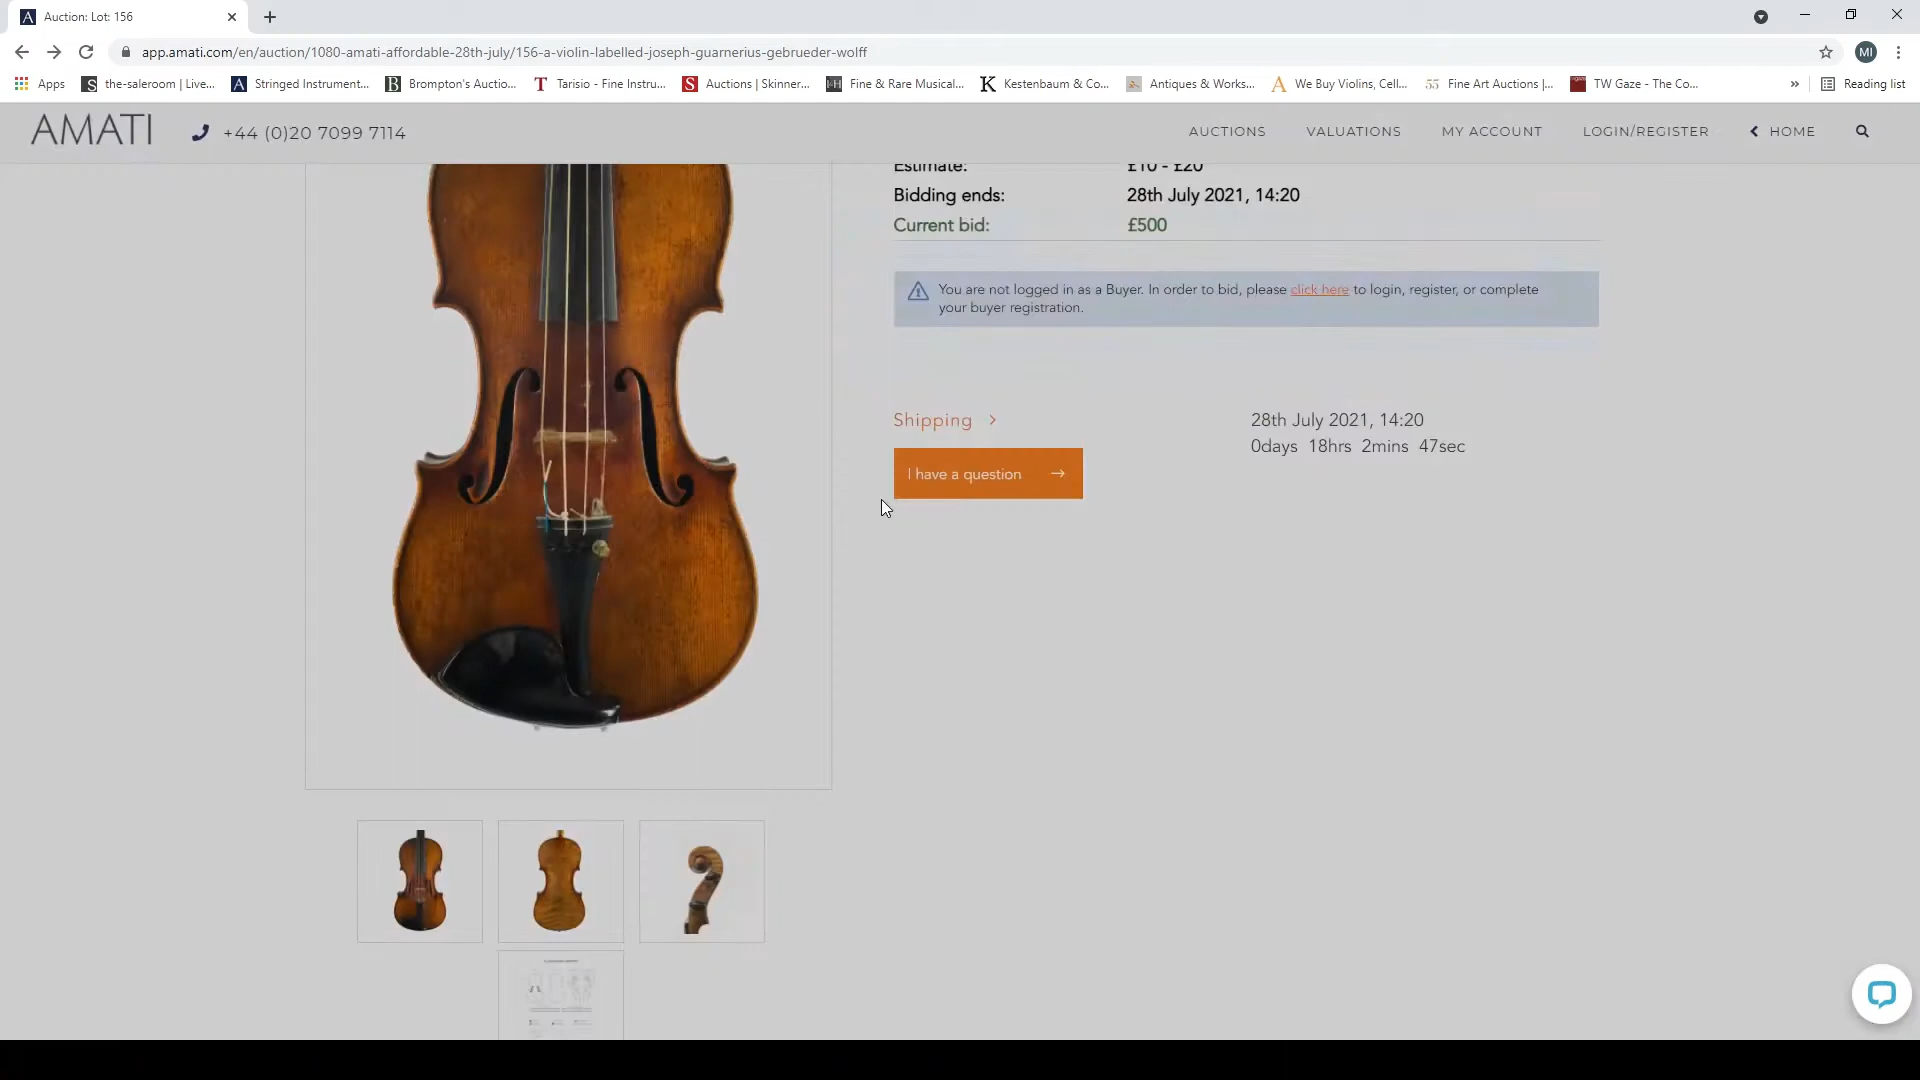 Auction: Lot: 156
app.amati.com/en/auction/1080-amati-affordable-28th-july/156-a-violin-labelled-joseph-guarnerius-gebrueder-wolff
MI
Apps
the-saleroom | Live...
Stringed Instrument...
Brompton's Auctio...
Tarisio - Fine Instru...
Auctions | Skinner...
Fine & Rare Musical...
Kestenbaum & Co...
Antiques & Works...
We Buy Violins, Cell...
Fine Art Auctions |...
TW Gaze - The Co...
Reading list
AMATI
+44 (0)20 7099 7114
AUCTIONS
VALUATIONS
MY ACCOUNT
LOGIN/REGISTER
HOME
Estimate: £10 - £20
Bidding ends: 28th July 2021, 14:20
Current bid: £500
You are not logged in as a Buyer. In order to bid, please click here to login, register, or complete
your buyer registration.
Shipping
28th July 2021, 14:20
0days 18hrs 2mins 47sec
I have a question